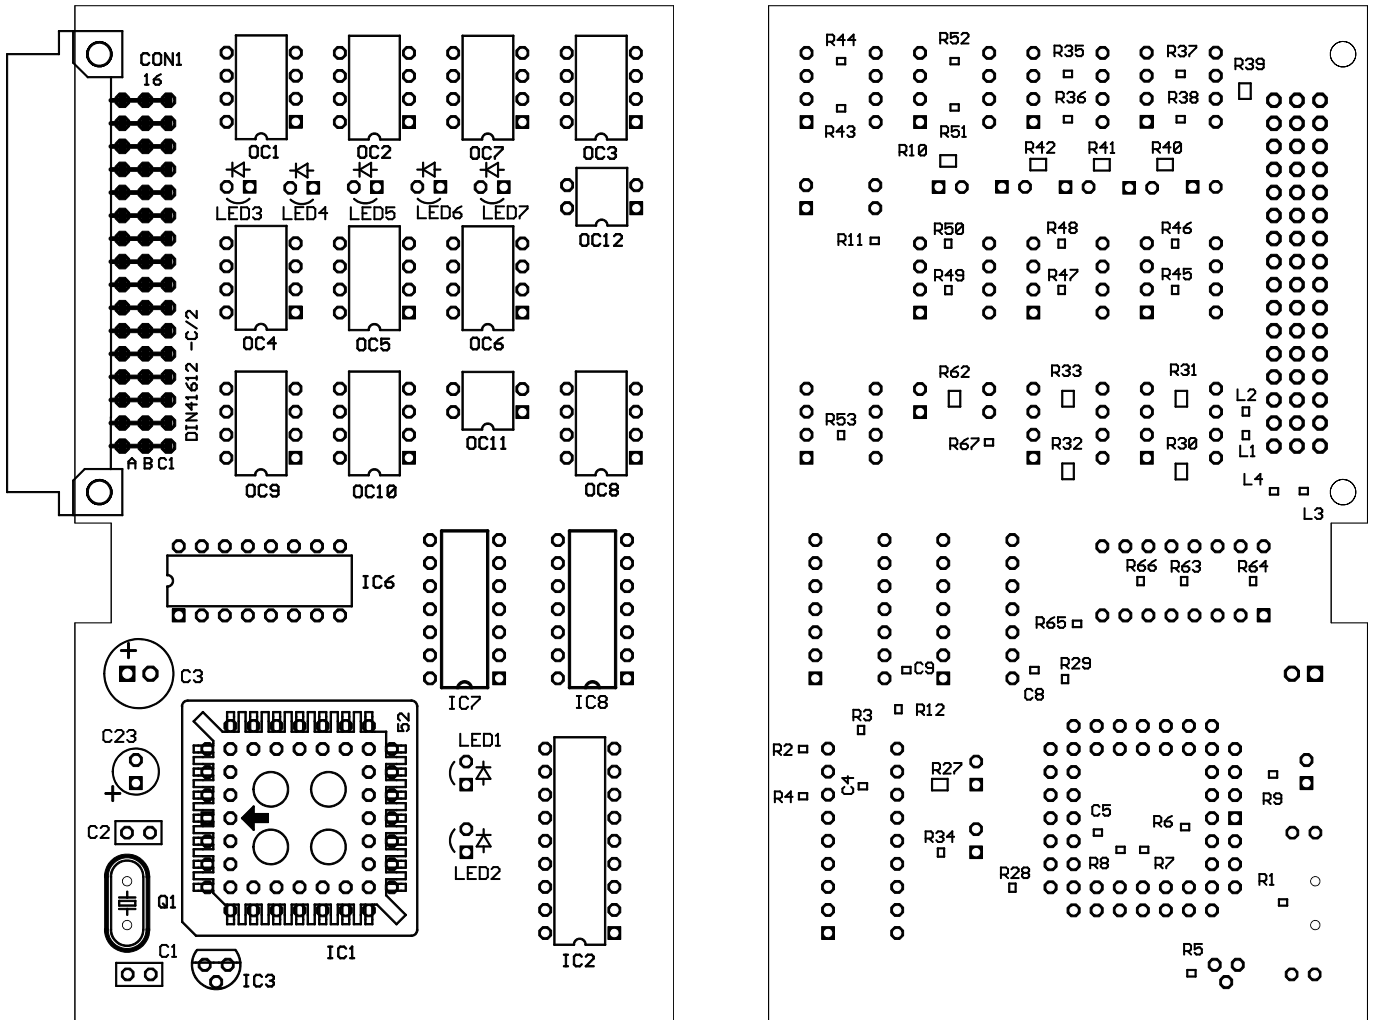 CON1
16
OC1
OC2
OC7
OC3
LED3
LED4
LED5
LED6
LED7
OC12
DIN41612 -C/2
OC4
OC5
OC6
OC11
A B C1
OC9
OC10
OC8
IC6
+
C3
IC7
IC8
52
C23
+
LED1
C2
LED2
Q1
C1
IC1
IC2
IC3
R44
R52
R35
R37
R39
R36
R38
R43
R51
R10
R42
R41
R40
R11
R50
R48
R46
R49
R47
R45
R62
R33
R31
L2
R53
R67
R32
R30
L1
L4
L3
R66
R63
R64
R65
C9
R29
C8
R3
R12
R2
R27
C4
R4
R9
C5
R6
R34
R8
R7
R28
R1
R5